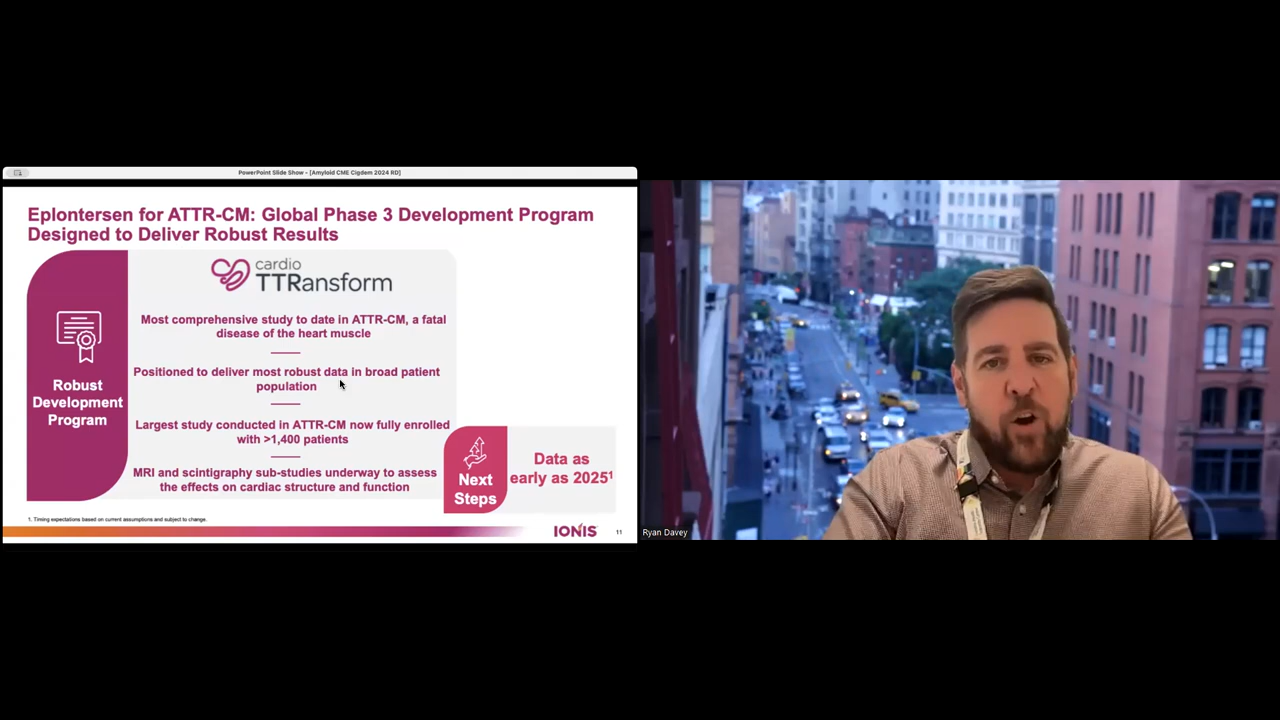 PowerPoint Slide Show - [Amyloid CME Cigdem 2024 RD]
Eplontersen for ATTR-CM: Global Phase 3 Development Program
Designed to Deliver Robust Results
cardio
TTRansform
Robust
Development
Program
Most comprehensive study to date in ATTR-CM, a fatal
disease of the heart muscle
Positioned to deliver most robust data in broad patient
population
Largest study conducted in ATTR-CM now fully enrolled
with >1,400 patients
MRI and scintigraphy sub-studies underway to assess
the effects on cardiac structure and function
Next
Steps
Data as
early as 2025¹
1. Timing expectations based on current assumptions and subject to change.
IONIS
11
Ryan Davey